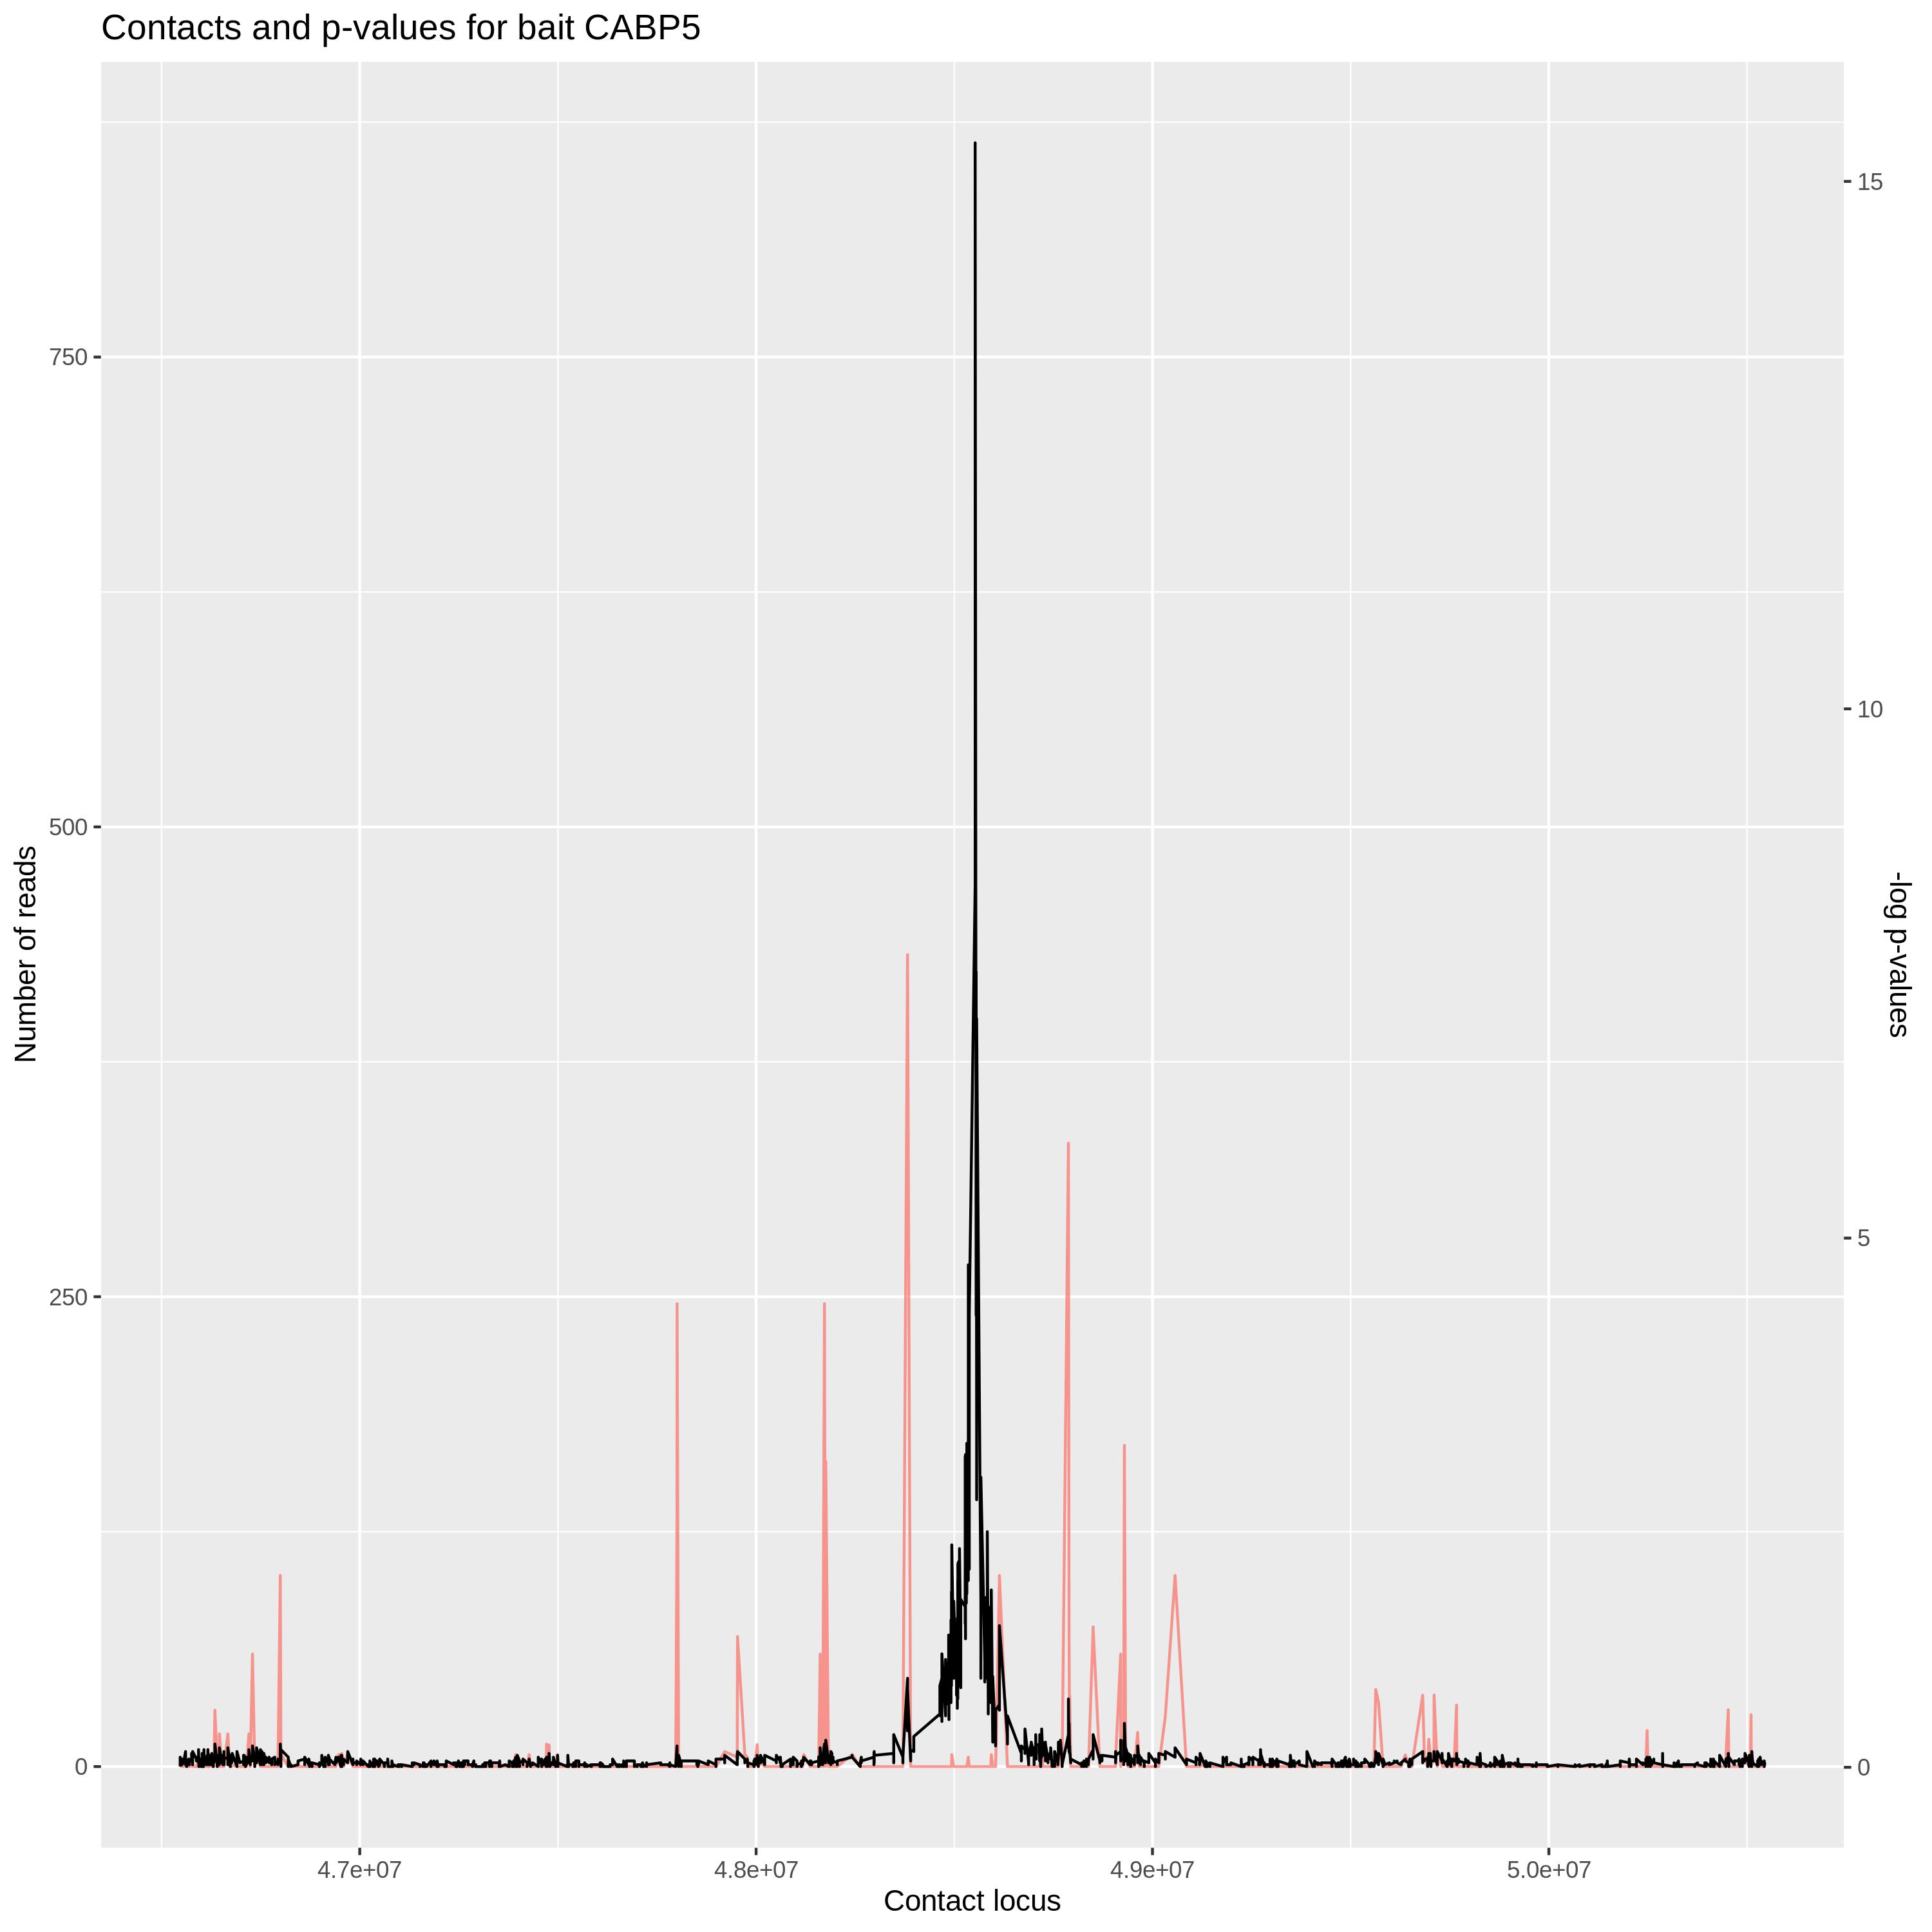 Contacts and p-values for bait CABP5
Number of reads
750
500
250
0
15
10
5
0
-log p-values
4.7e+07 4.8e+07 4.9e+07 5.0e+07
Contact locus